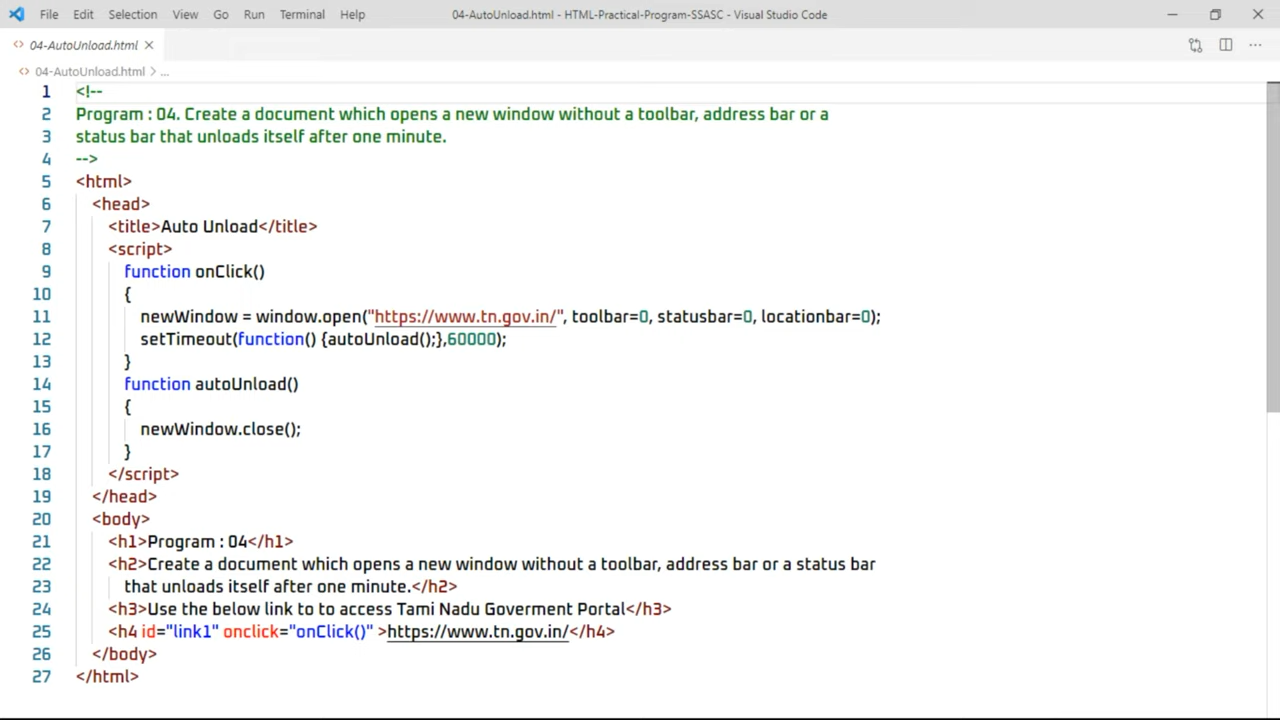 File Edit Selection View Go Run Terminal Help 04-AutoUnload.html - HTML-Practical-Program-SSASC - Visual Studio Code
<> 04-AutoUnload.html ×
<> 04-AutoUnload.html > ...
1 <!--
2 Program : 04. Create a document which opens a new window without a toolbar, address bar or a
3 status bar that unloads itself after one minute.
4 -->
5 <html>
6 <head>
7 <title>Auto Unload</title>
8 <script>
9 function onClick()
10 {
11 newWindow = window.open("https://www.tn.gov.in/", toolbar=0, statusbar=0, locationbar=0);
12 setTimeout(function() {autoUnload();},60000);
13 }
14 function autoUnload()
15 {
16 newWindow.close();
17 }
18 </script>
19 </head>
20 <body>
21 <h1>Program : 04</h1>
22 <h2>Create a document which opens a new window without a toolbar, address bar or a status bar
23 that unloads itself after one minute.</h2>
24 <h3>Use the below link to to access Tami Nadu Goverment Portal</h3>
25 <h4 id="link1" onclick="onClick()" >https://www.tn.gov.in/</h4>
26 </body>
27 </html>